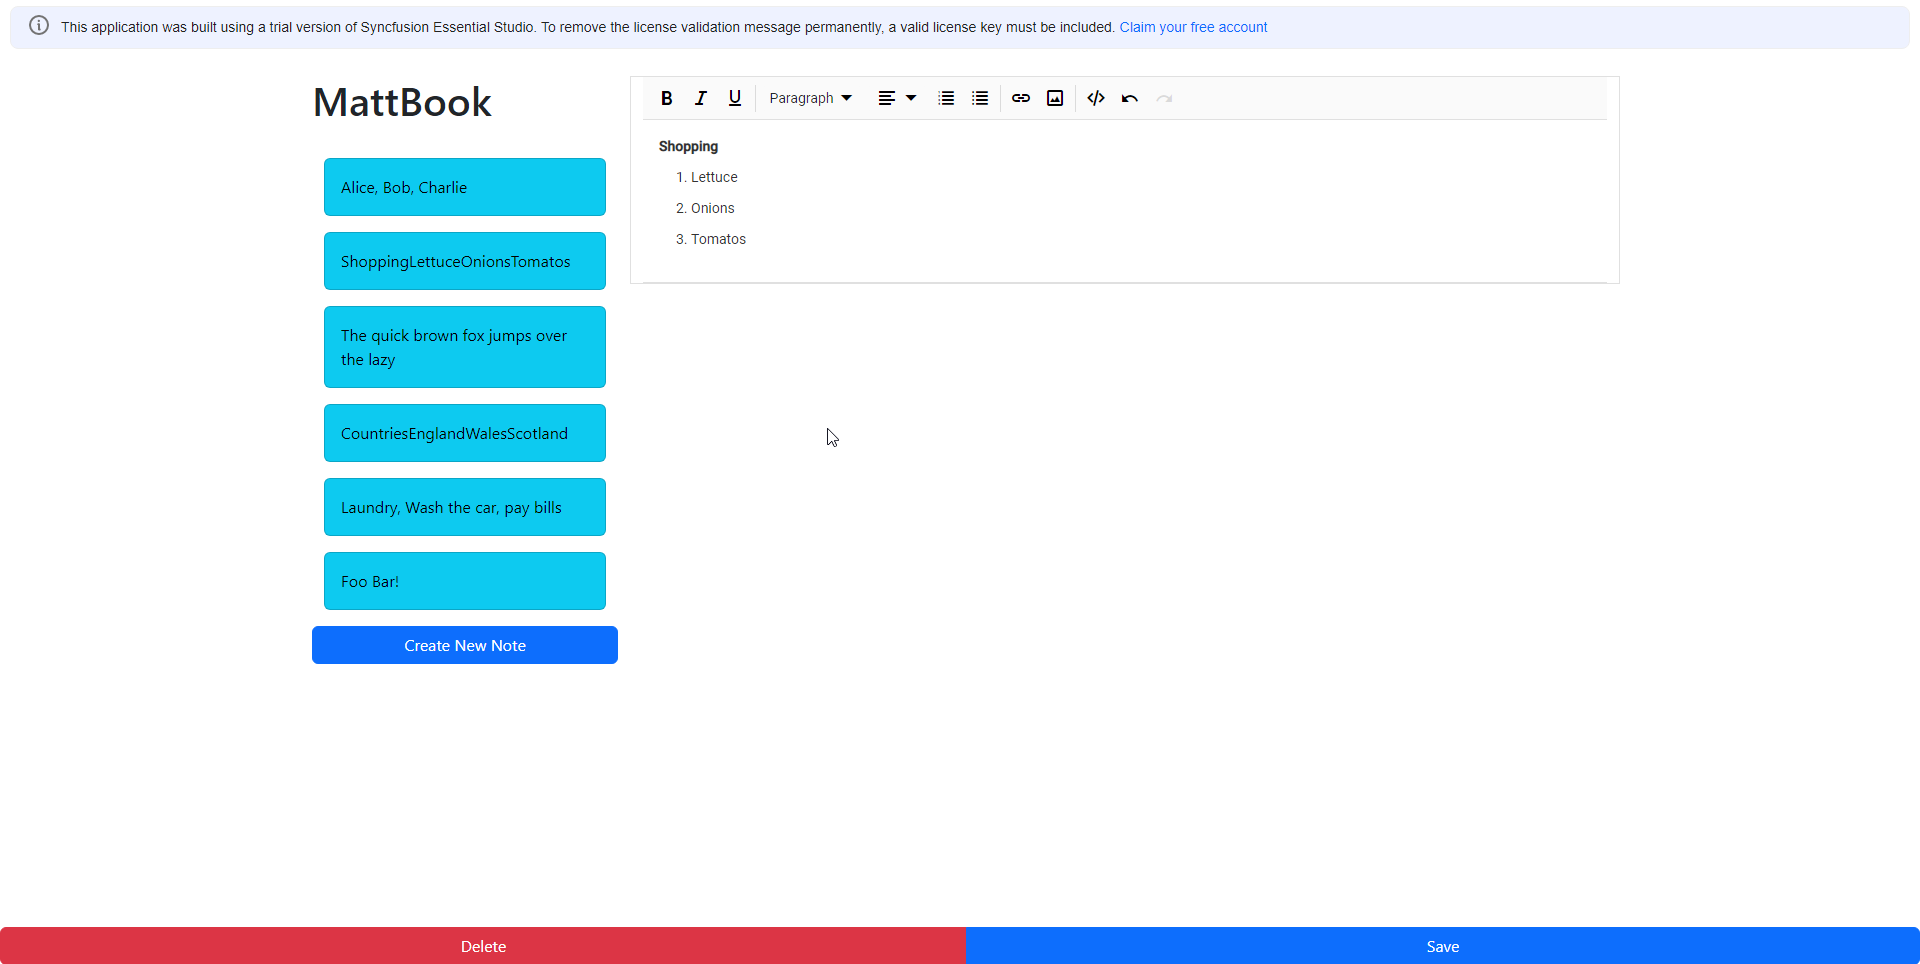 This application was built using a trial version of Syncfusion Essential Studio. To remove the license validation message permanently, a valid license key must be included. Claim your free account
MattBook
Alice, Bob, Charlie
ShoppingLettuceOnionsTomatos
The quick brown fox jumps over
the lazy
CountriesEnglandWalesScotland
Laundry, Wash the car, pay bills
Foo Bar!
Create New Note
B I U Paragraph
Shopping
1. Lettuce
2. Onions
3. Tomatos
Delete
Save